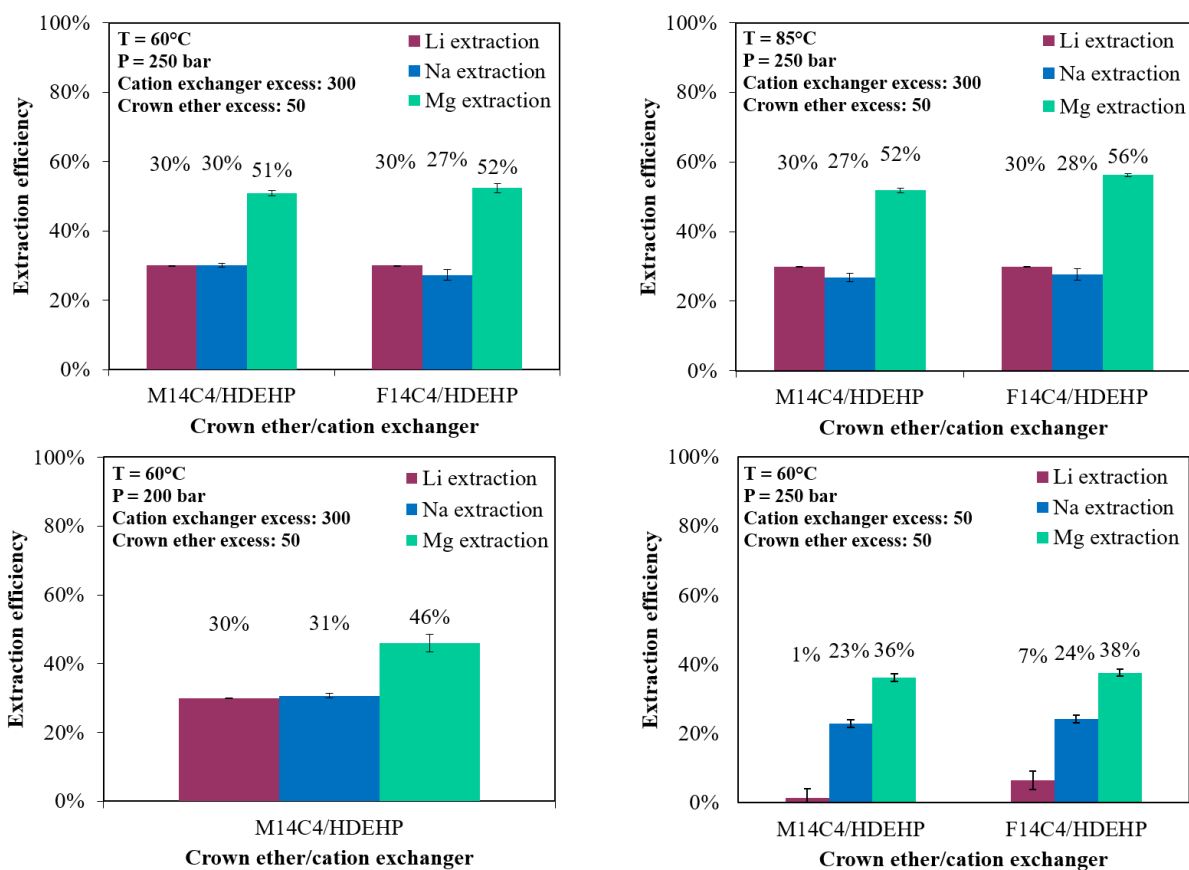 100%
80%
60%
40%
20%
0%
Extraction efficiency
T = 60°C
P = 250 bar
Cation exchanger excess: 300
Crown ether excess: 50
Li extraction
Na extraction
Mg extraction
30% 30% 51% 30% 27% 52%
M14C4/HDEHP F14C4/HDEHP
Crown ether/cation exchanger
100%
80%
60%
40%
20%
0%
Extraction efficiency
T = 85°C
P = 250 bar
Cation exchanger excess: 300
Crown ether excess: 50
Li extraction
Na extraction
Mg extraction
30% 27% 52% 30% 28% 56%
M14C4/HDEHP F14C4/HDEHP
Crown ether/cation exchanger
100%
80%
60%
40%
20%
0%
Extraction efficiency
T = 60°C
P = 200 bar
Cation exchanger excess: 300
Crown ether excess: 50
Li extraction
Na extraction
Mg extraction
30% 31% 46%
M14C4/HDEHP
Crown ether/cation exchanger
100%
80%
60%
40%
20%
0%
Extraction efficiency
T = 60°C
P = 250 bar
Cation exchanger excess: 50
Crown ether excess: 50
Li extraction
Na extraction
Mg extraction
1% 23% 36% 7% 24% 38%
M14C4/HDEHP F14C4/HDEHP
Crown ether/cation exchanger